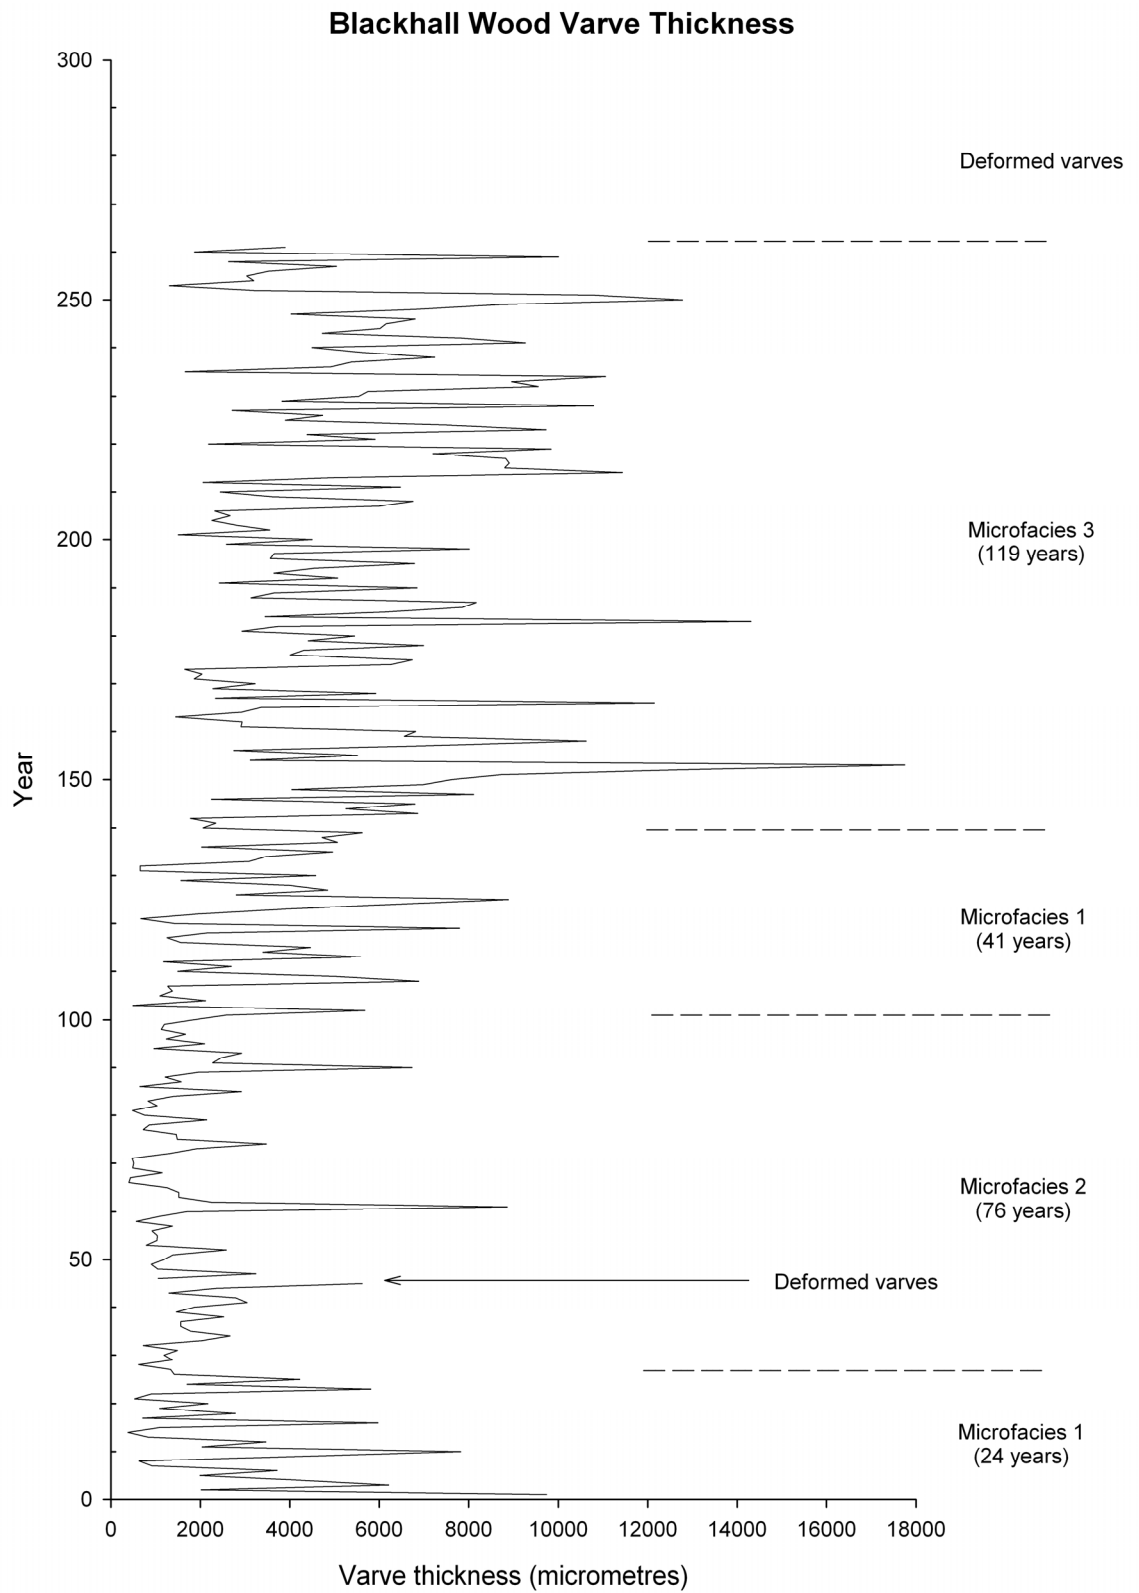 Blackhall Wood Varve Thickness
300
Deformed varves
250
Microfacies 3
200
(119 years)
Year
150
Microfacies 1
(41 years)
100
Microfacies 2
(76 years)
50
Deformed varves
Microfacies 1
(24 years)
0
0 2000 4000 6000 8000 10000 12000 14000 16000 18000
Varve thickness (micrometres)